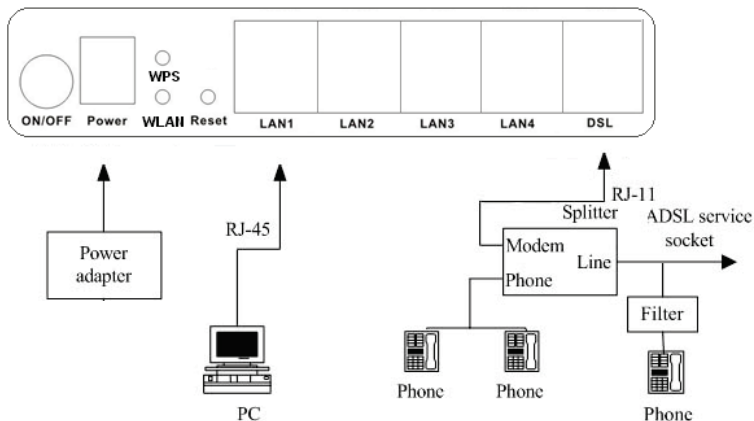 WPS
ON/OFF Power WLAN Reset LAN1 LAN2 LAN3 LAN4 DSL
RJ-45
RJ-11
Splitter
ADSL service
socket
Power
adapter
Modem
Line
Phone
Filter
Phone
Phone
PC
Phone